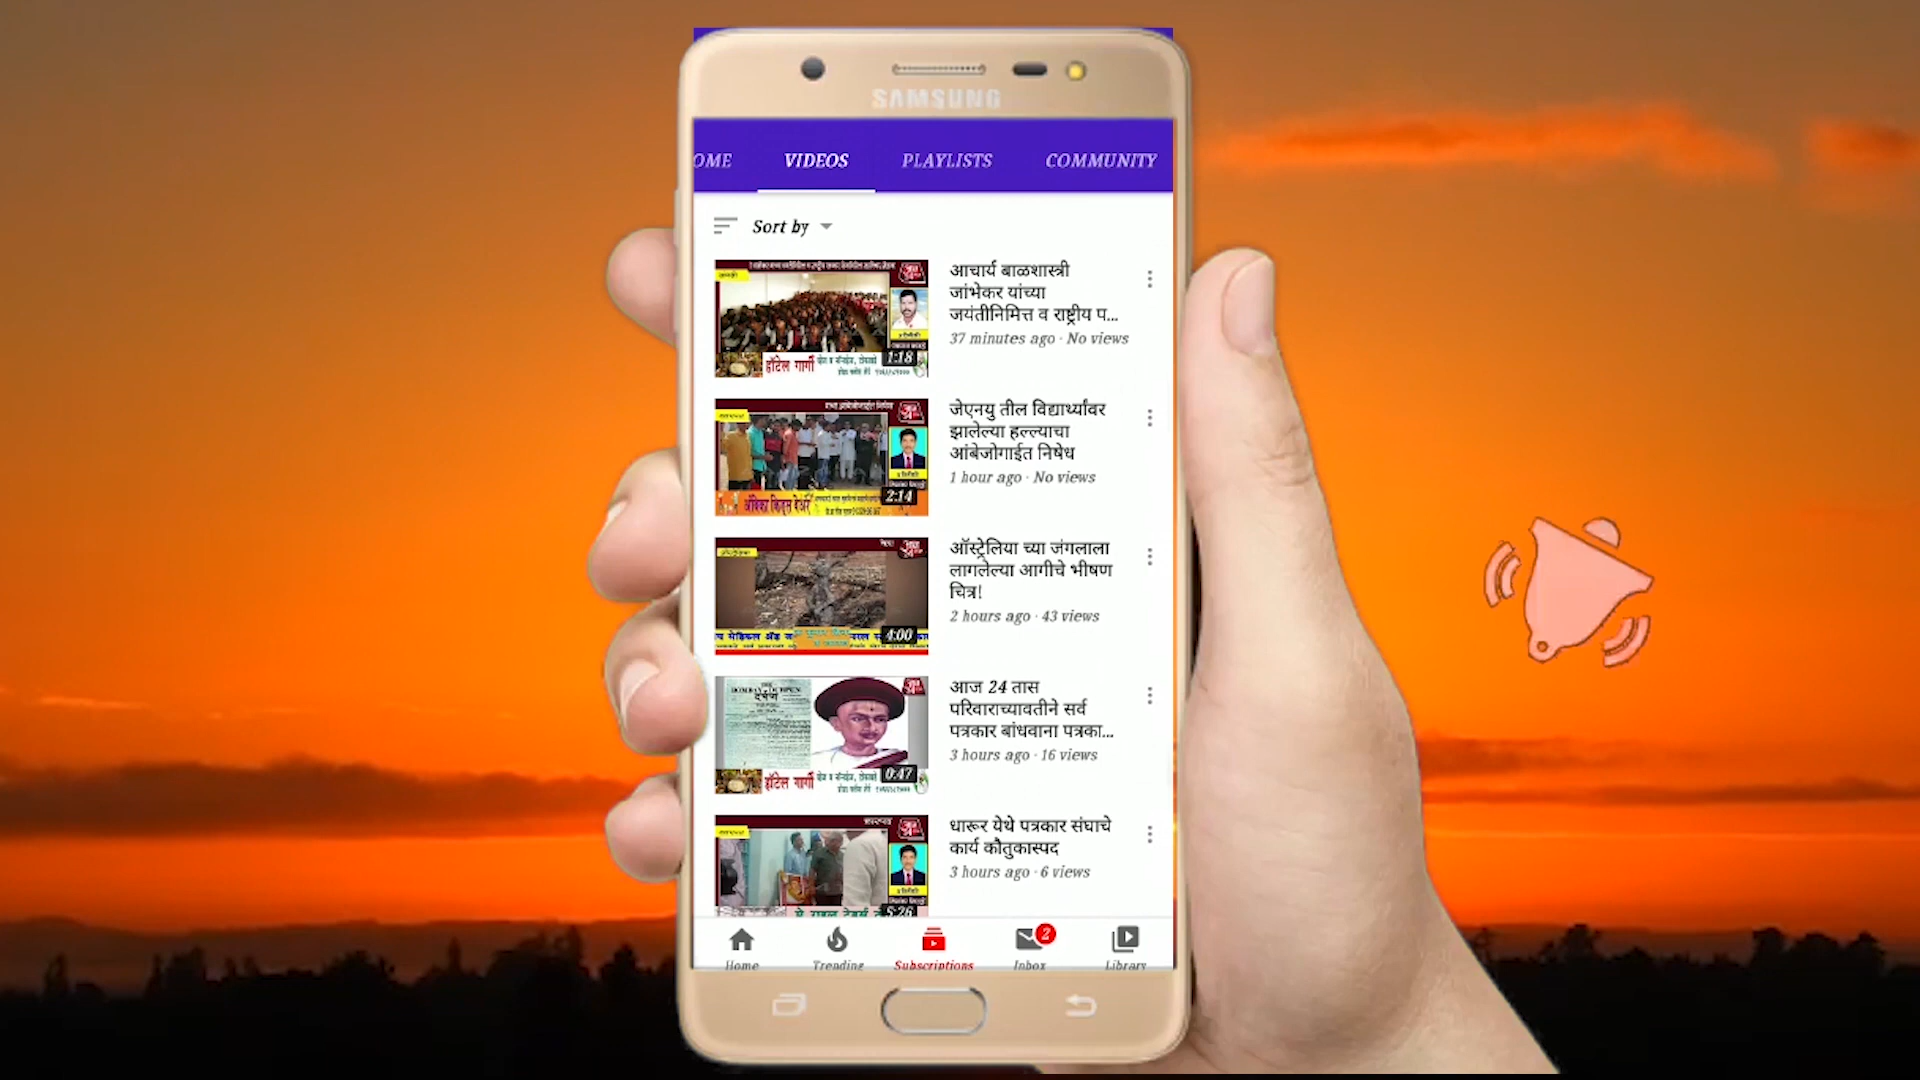 SAMSUNG
OME VIDEOS PLAYLISTS COMMUNITY
Sort by
आचार्य बाळशास्त्री
जांभेकर यांच्या
जयंतीनिमित्त व राष्ट्रीय प...
37 minutes ago · No views
1:18
हॉटेल गार्गी
जेएनयु तील विद्यार्थ्यांवर
झालेल्या हल्ल्याचा
आंबेजोगाईत निषेध
1 hour ago · No views
2:14
अंबिका किड्स वेअर
ऑस्ट्रेलिया च्या जंगलाला
लागलेल्या आगीचे भीषण
चित्र!
2 hours ago · 43 views
4:00
आज 24 तास
परिवाराच्यावतीने सर्व
पत्रकार बांधवाना पत्रका...
3 hours ago · 16 views
0:47
हॉटेल गार्गी
धारूर येथे पत्रकार संघाचे
कार्य कौतुकास्पद
3 hours ago · 6 views
5:26
2
Home Trending Subscriptions Inbox Library